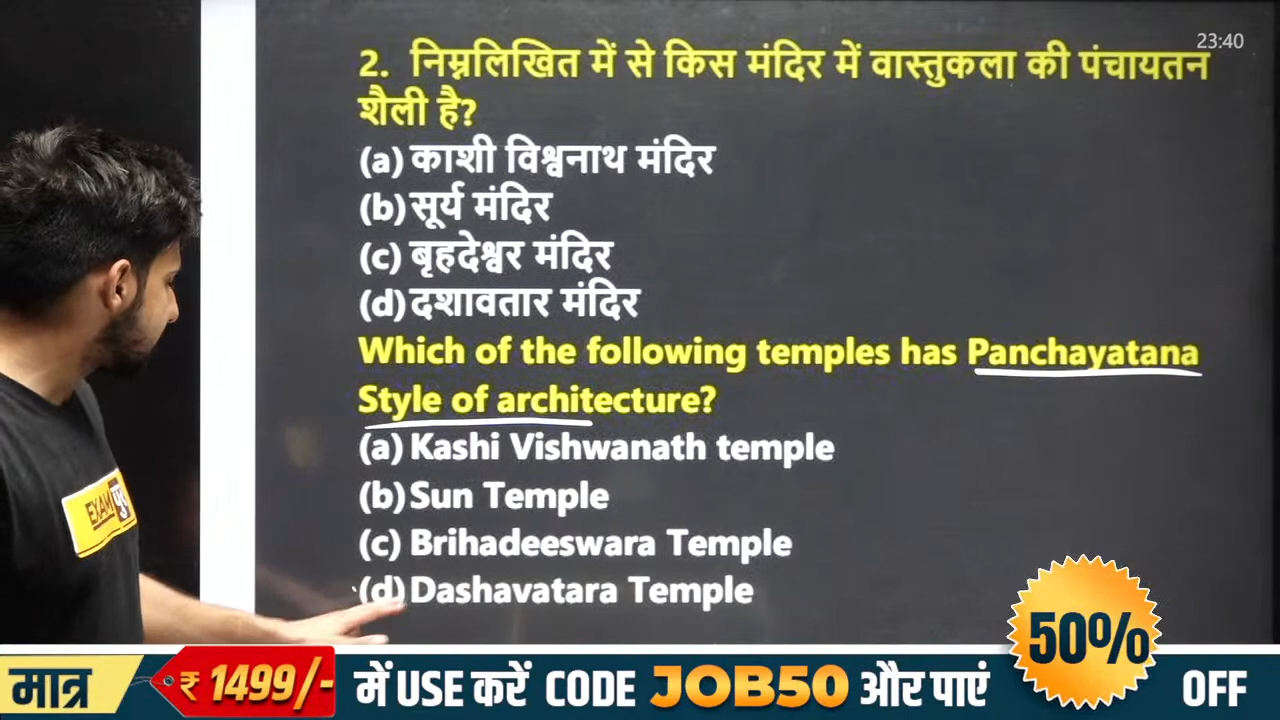 23:40
2. निम्नलिखित में से किस मंदिर में वास्तुकला की पंचायतन
शैली है?
(a) काशी विश्वनाथ मंदिर
(b) सूर्य मंदिर
(c) बृहदेश्वर मंदिर
(d) दशावतार मंदिर
Which of the following temples has Panchayatana
Style of architecture?
(a) Kashi Vishwanath temple
(b) Sun Temple
(c) Brihadeeswara Temple
(d) Dashavatara Temple
EXAM
मात्र ₹ 1499/- में USE करें CODE JOB50 और पाएं 50% OFF